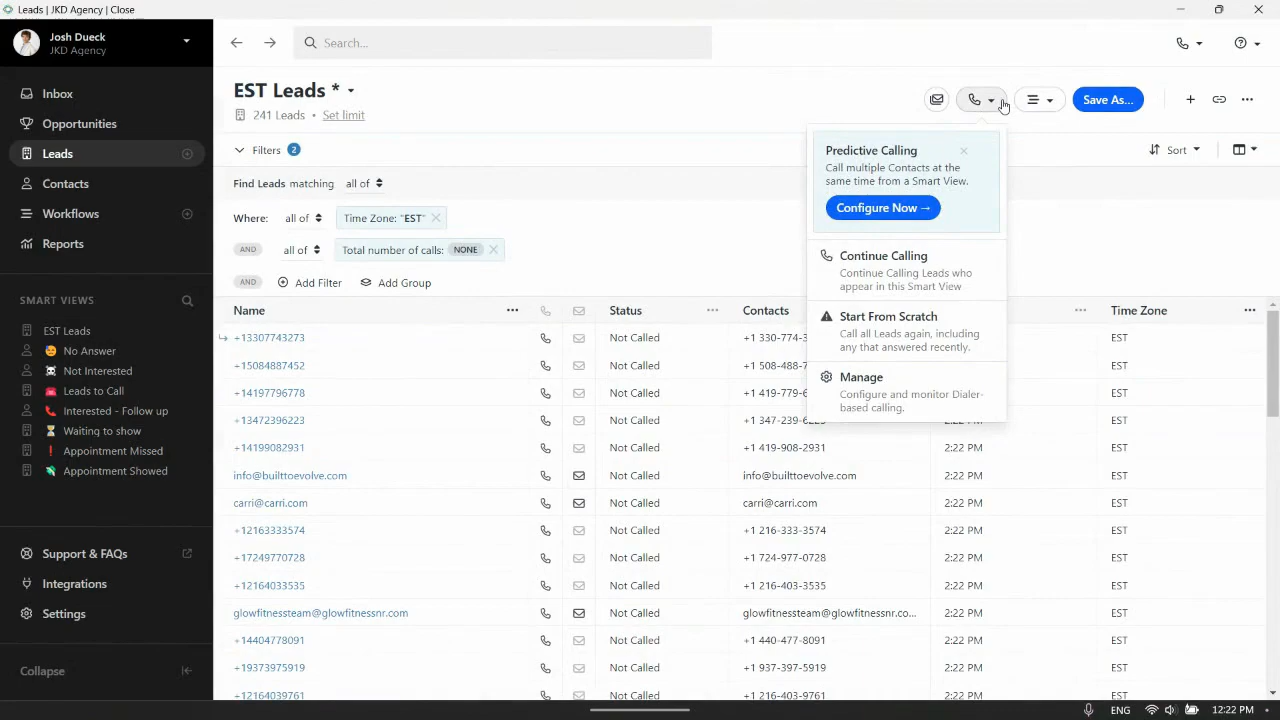 Leads | JKD Agency | Close
Josh Dueck
JKD Agency
Search...
Inbox
Opportunities
Leads
Contacts
Workflows
Reports
SMART VIEWS
EST Leads
No Answer
Not Interested
Leads to Call
Interested - Follow up
Waiting to show
Appointment Missed
Appointment Showed
Support & FAQs
Integrations
Settings
Collapse
EST Leads *
241 Leads • Set limit
Save As...
Filters 2
Sort
Find Leads matching all of
Where: all of Time Zone: "EST"
AND all of Total number of calls: NONE
AND Add Filter Add Group
Predictive Calling
Call multiple Contacts at the
same time from a Smart View.
Configure Now →
Continue Calling
Continue Calling Leads who
appear in this Smart View
Start From Scratch
Call all Leads again, including
any that answered recently.
Manage
Configure and monitor Dialer-
based calling.
Name Status Contacts Time Zone
+13307743273 Not Called +1 330-774-3 EST
+15084887452 Not Called +1 508-488-7 EST
+14197796778 Not Called +1 419-779-6 EST
+13472396223 Not Called +1 347-239-6223 2:22 PM EST
+14199082931 Not Called +1 419-908-2931 2:22 PM EST
info@builttoevolve.com Not Called info@builttoevolve.com 2:22 PM EST
carri@carri.com Not Called carri@carri.com 2:22 PM EST
+12163333574 Not Called +1 216-333-3574 2:22 PM EST
+17249770728 Not Called +1 724-977-0728 2:22 PM EST
+12164033535 Not Called +1 216-403-3535 2:22 PM EST
glowfitnessteam@glowfitnessnr.com Not Called glowfitnessteam@glowfitnessnr.co... 2:22 PM EST
+14404778091 Not Called +1 440-477-8091 2:22 PM EST
+19373975919 Not Called +1 937-397-5919 2:22 PM EST
+12164039761 Not Called +1 216-403-9761 2:22 PM EST
ENG 12:22 PM